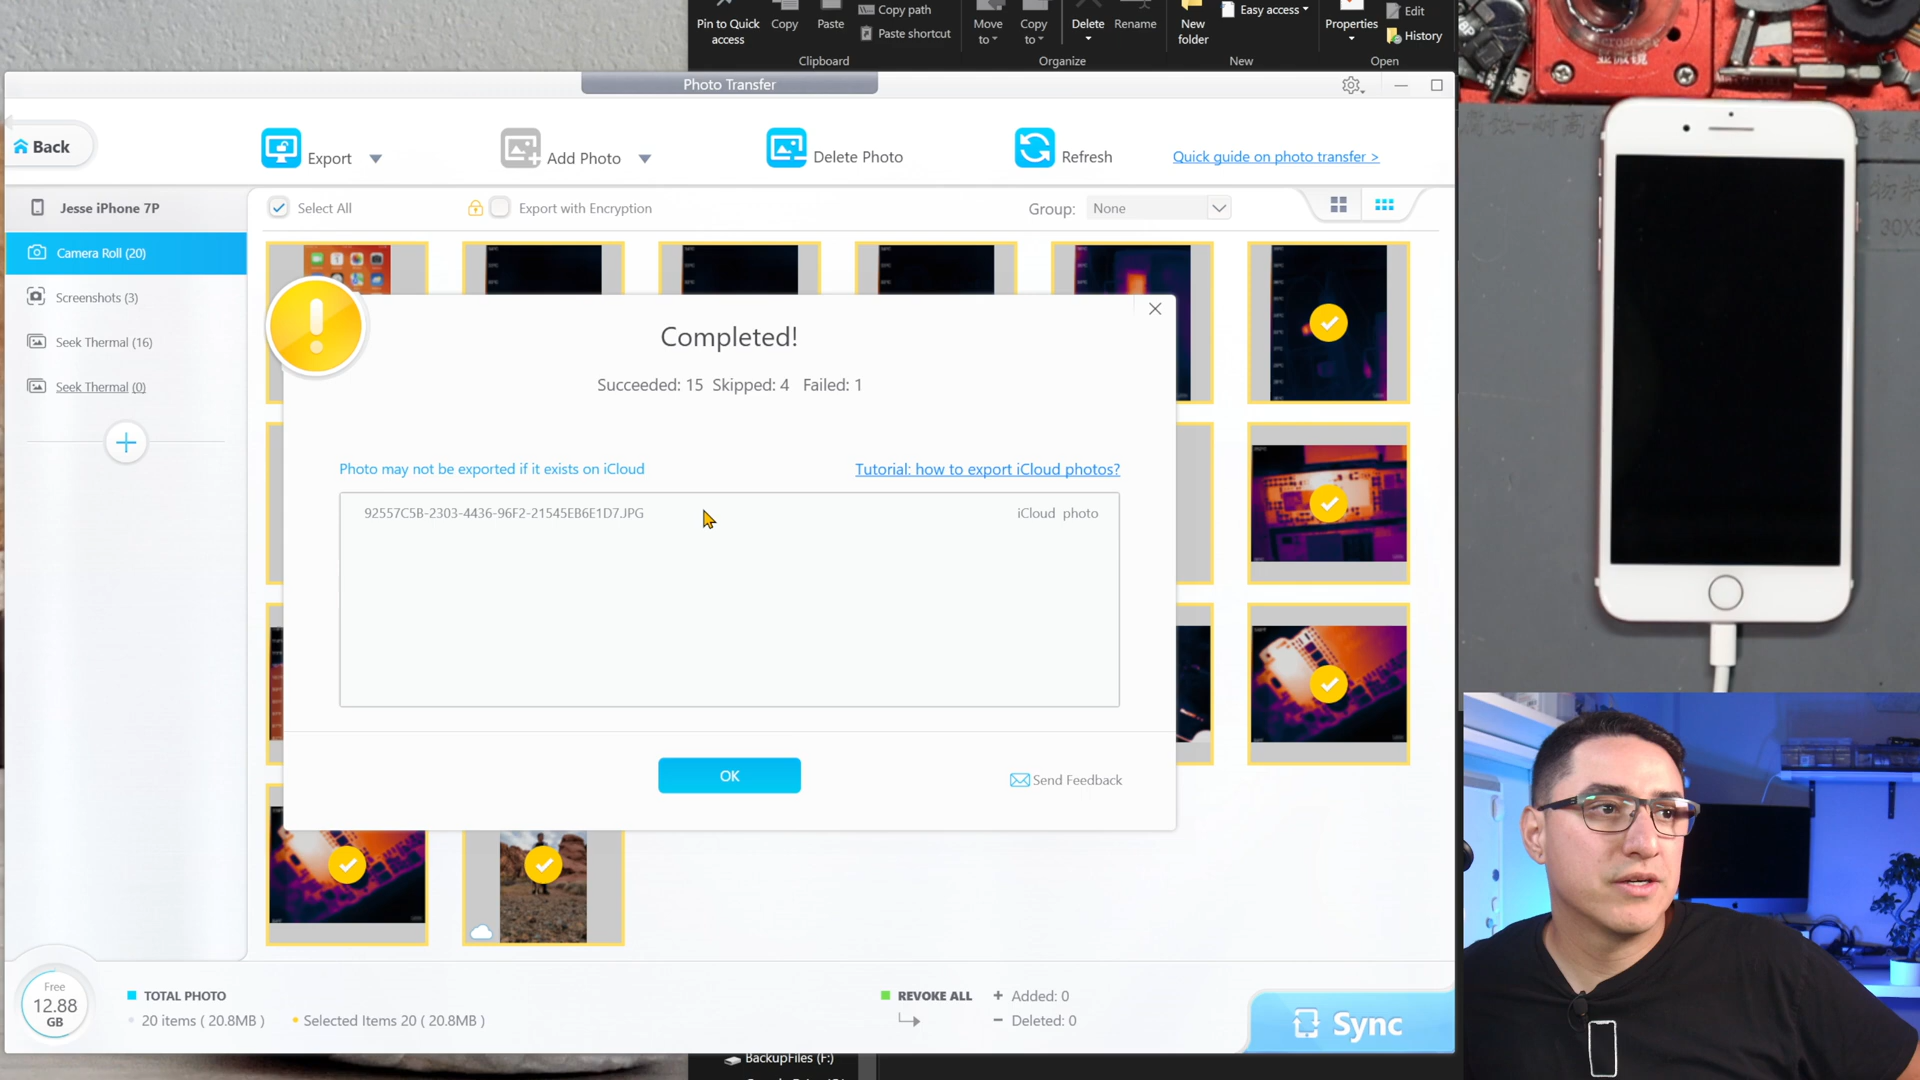 Pin to Quick access
Copy
Paste
Copy path
Paste shortcut
Move to
Copy to
Delete
Rename
New folder
Easy access
Properties
Edit
History
Clipboard
Organize
New
Open
Photo Transfer
Back
Export
Add Photo
Delete Photo
Refresh
Quick guide on photo transfer >
Jesse iPhone 7P
Select All
Export with Encryption
Group:
None
Camera Roll (20)
Screenshots (3)
Seek Thermal (16)
Seek Thermal (0)
Completed!
Succeeded: 15 Skipped: 4 Failed: 1
Photo may not be exported if it exists on iCloud
Tutorial: how to export iCloud photos?
92557C5B-2303-4436-96F2-21545EB6E1D7.JPG
iCloud photo
OK
Send Feedback
Free
12.88
GB
TOTAL PHOTO
20 items ( 20.8MB )
Selected Items 20 ( 20.8MB )
REVOKE ALL
+ Added: 0
− Deleted: 0
Sync
BackupFiles (F:)